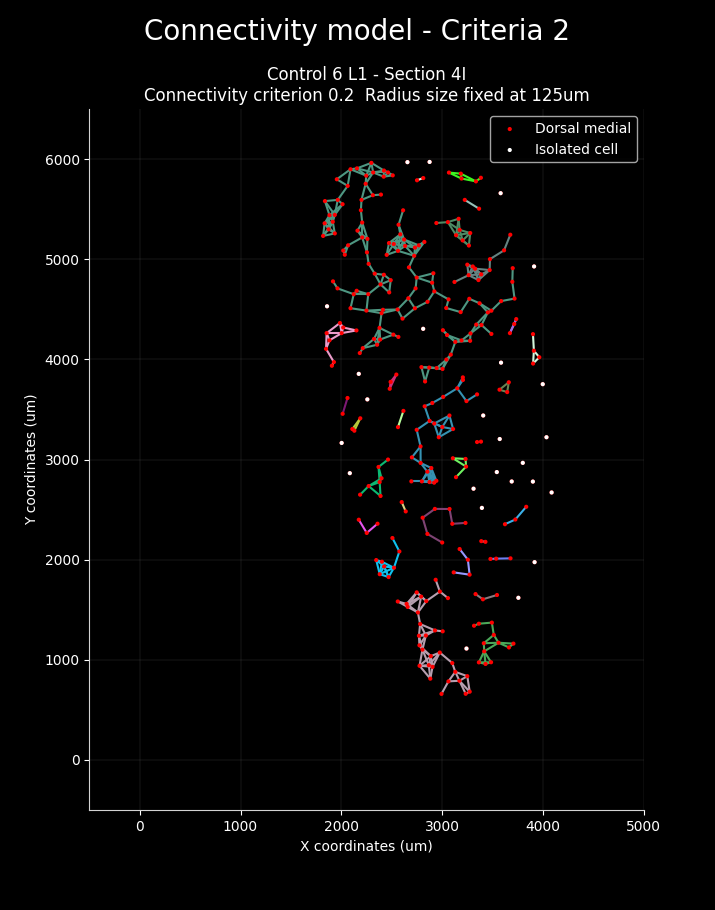 Connectivity model - Criteria 2
Control 6 L1 - Section 4I
Connectivity criterion 0.2  Radius size fixed at 125um
Dorsal medial
Isolated cell
6000
5000
4000
3000
2000
1000
0
Y coordinates (um)
0
1000
2000
3000
4000
5000
X coordinates (um)